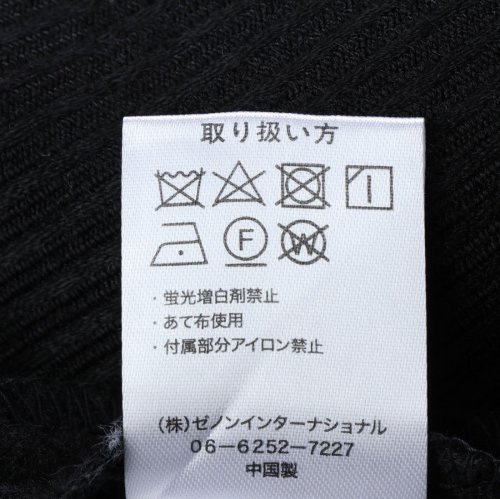 取り扱い方
F W
・蛍光増白剤禁止
・あて布使用
・付属部分アイロン禁止
(株)ゼノンインターナショナル
06-6252-7227
中国製